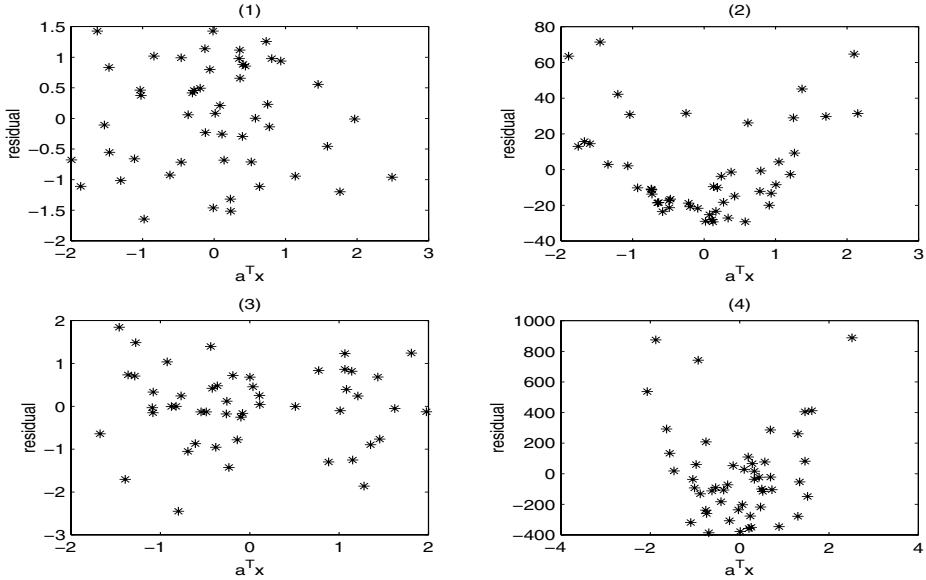 (1)
1.5
1
0.5
0
−0.5
−1
−1.5
−2
residual
−2 −1 0 1 2 3
aᵀx
(2)
80
60
40
20
0
−20
−40
residual
−2 −1 0 1 2 3
aᵀx
(3)
2
1
0
−1
−2
−3
residual
−2 −1 0 1 2
aᵀx
(4)
1000
800
600
400
200
0
−200
−400
residual
−4 −2 0 2 4
aᵀx